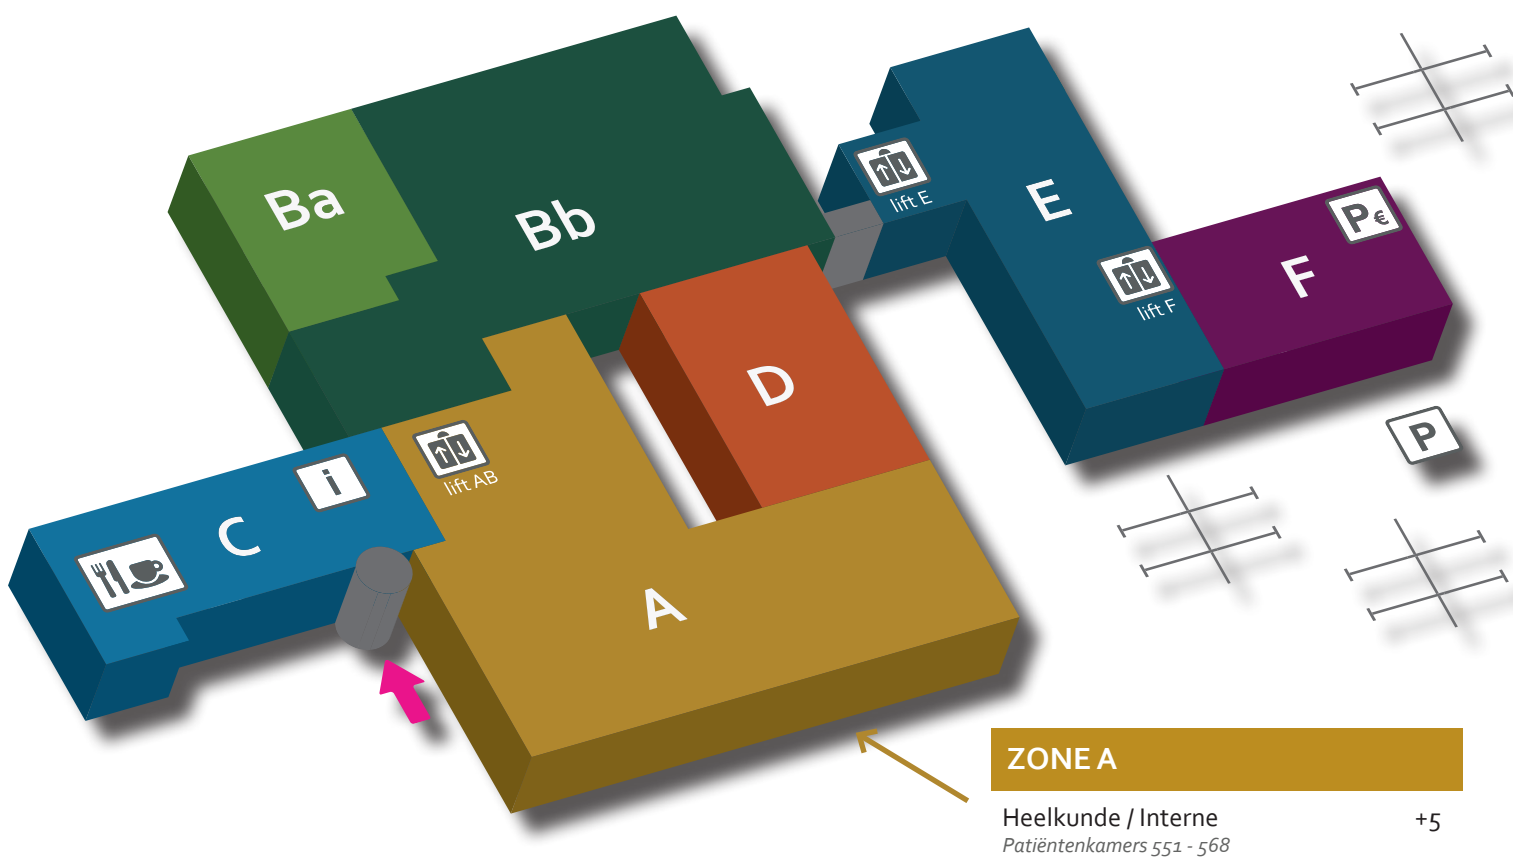 Ba
Bb
lift E
E
P€
F
lift F
D
P
lift AB
i
C
A
ZONE A
Heelkunde / Interne +5
Patiëntenkamers 551 - 568